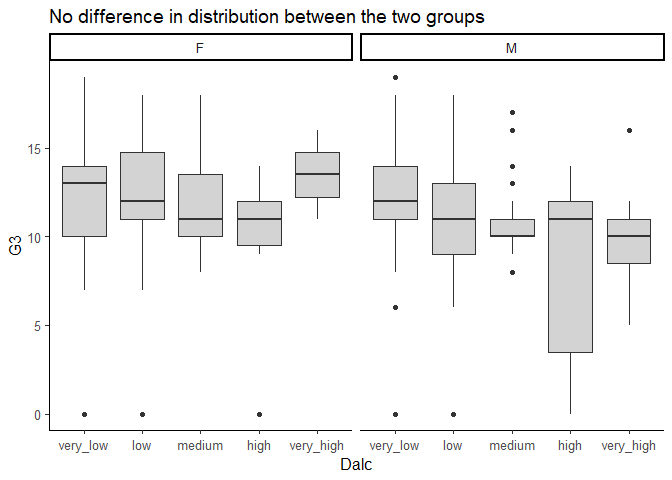 No difference in distribution between the two groups
F M
G3
15
10
5
0
very_low low medium high very_high very_low low medium high very_high
Dalc